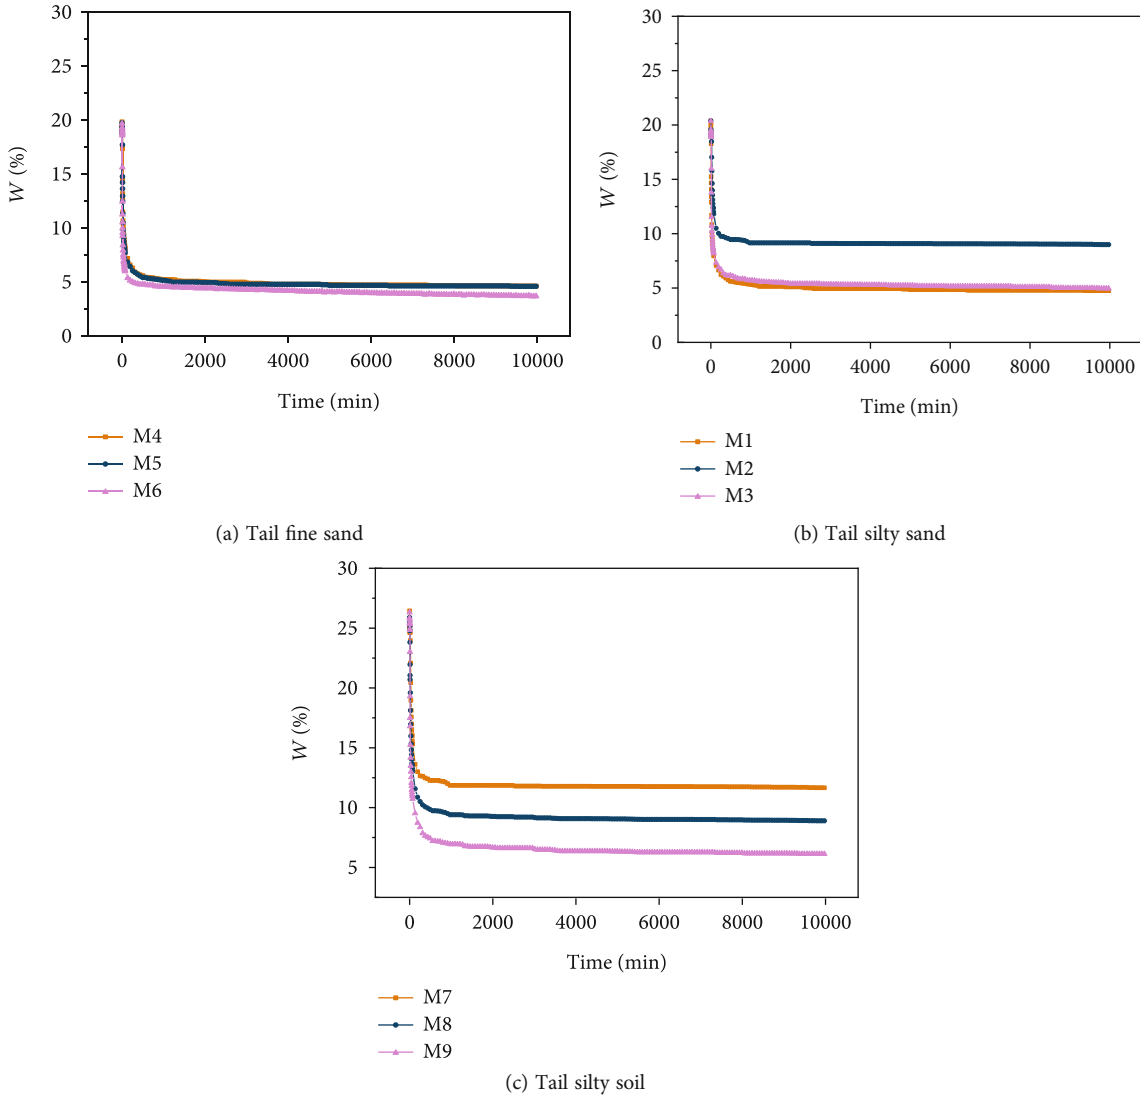 30
25
20
15
10
5
0
W (%)
0 2000 4000 6000 8000 10000
Time (min)
M4
M5
M6
(a) Tail fine sand
30
25
20
15
10
5
0
W (%)
0 2000 4000 6000 8000 10000
Time (min)
M1
M2
M3
(b) Tail silty sand
30
25
20
15
10
5
W (%)
0 2000 4000 6000 8000 10000
Time (min)
M7
M8
M9
(c) Tail silty soil